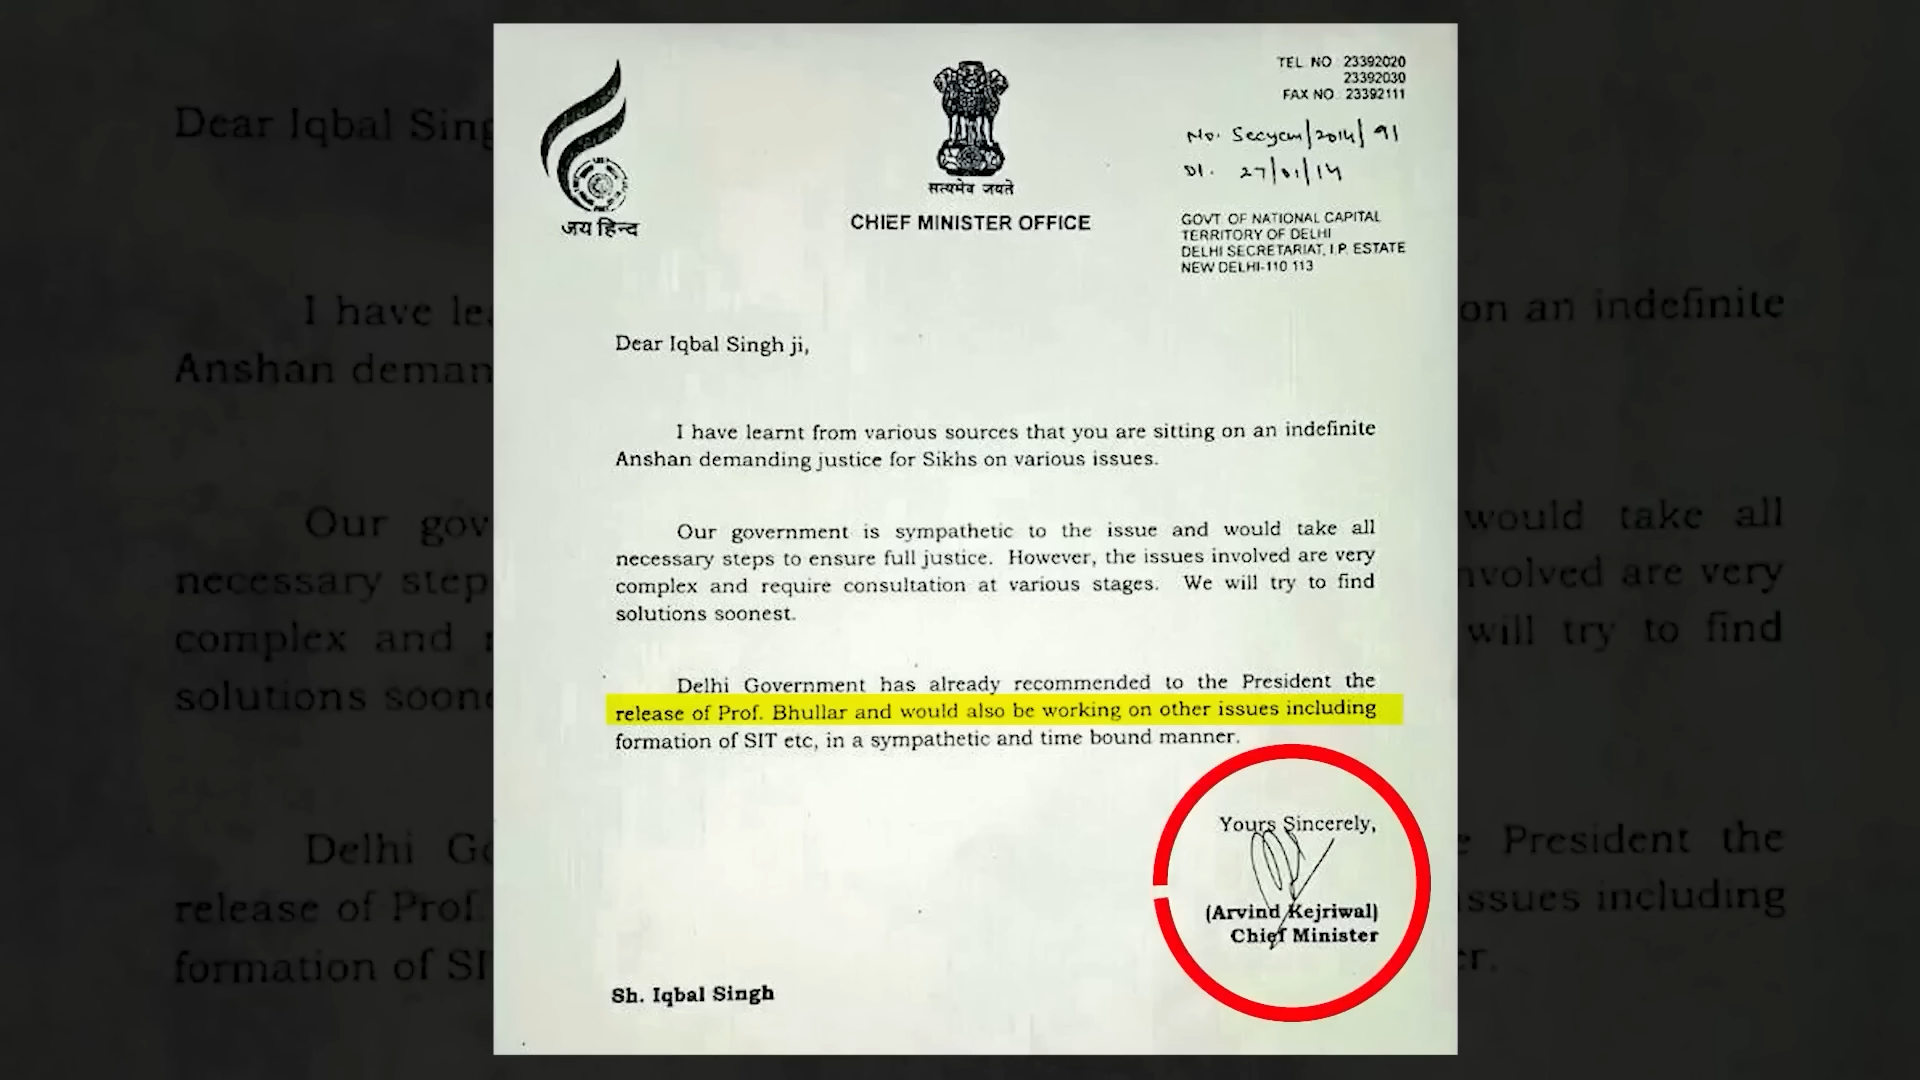 जय हिन्द
सत्यमेव जयते
CHIEF MINISTER OFFICE
TEL. NO 23392020
23392030
FAX NO. 23392111
No. Secycm/2014/91
Dt. 27/01/14
GOVT. OF NATIONAL CAPITAL
TERRITORY OF DELHI
DELHI SECRETARIAT, I.P. ESTATE
NEW DELHI-110 113
Dear Iqbal Singh ji,
I have learnt from various sources that you are sitting on an indefinite
Anshan demanding justice for Sikhs on various issues.
Our government is sympathetic to the issue and would take all
necessary steps to ensure full justice. However, the issues involved are very
complex and require consultation at various stages. We will try to find
solutions soonest.
Delhi Government has already recommended to the President the
release of Prof. Bhullar and would also be working on other issues including
formation of SIT etc, in a sympathetic and time bound manner.
Yours Sincerely,
(Arvind Kejriwal)
Chief Minister
Sh. Iqbal Singh
Dear Iqbal Sing
I have le
on an indefinite
Anshan deman
Our gov
would take all
necessary step
nvolved are very
complex and
will try to find
solutions soon
Delhi G
President the
release of Prof.
issues including
formation of SI
er.